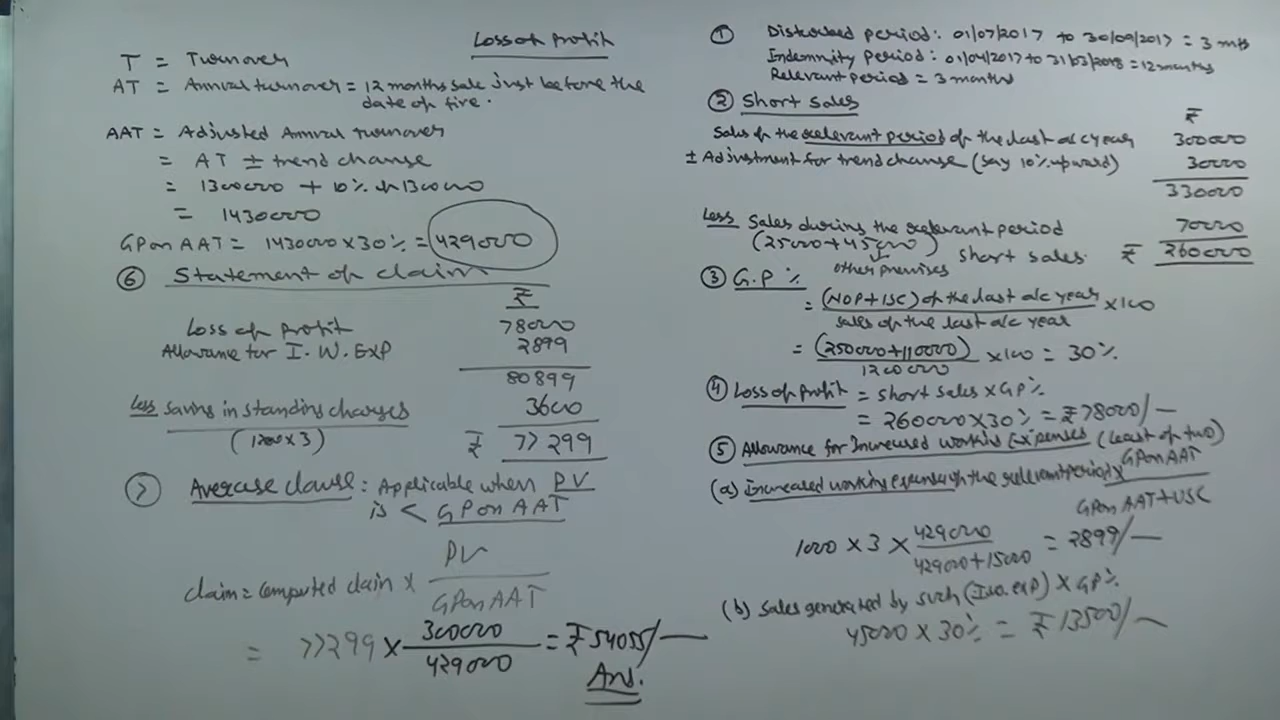 Loss of Profit
T = Turnover
AT = Annual turnover = 12 months sale just before the
date of fire.
AAT = Adjusted Annual turnover
= AT ± trend change
= 1300000 + 10% of 1300000
= 1430000
GP on AAT = 1430000 X 30% = 429000
⑥ Statement of claim
₹
Loss of Profit 78000
Allowance for I. W. EXP 2899
80899
Less saving in standing charges 3600
(1200 X 3) ₹ 77299
⑦ Average clause : Applicable when PV
is < GP on AAT
claim = computed claim X PV / GP on AAT
= 77299 X 300000 / 429000 = ₹54055/—
Ans.
① Distrubed period : 01/07/2017 to 30/09/2017 = 3 mts
Indemnity Period : 01/04/2017 to 31/03/2018 = 12 months
Relevant period = 3 months
② Short Sales
₹
Sales of the relevant period of the last a/c year 300000
± Adjustment for trend change (say 10% upward) 30000
330000
Less Sales during the relevant period 70000
(25000 + 45000) short sales ₹ 260000
other premises
③ G.P %
= (NOP + ISC) of the last a/c year / sales of the last a/c year X 100
= (250000 + 110000) / 1200000 X 100 = 30%
④ Loss of Profit = short sales X GP%
= 260000 X 30% = ₹78000/—
⑤ Allowance for Increased working Expenses (Least of two)
(a) Increased working expenses of the relevant period X GP on AAT / GP on AAT + USC
1000 X 3 X 429000 / 429000 + 15000 = 2899/—
(b) Sales generated by such (Iw. exp) X GP%
45000 X 30% = ₹13500/—